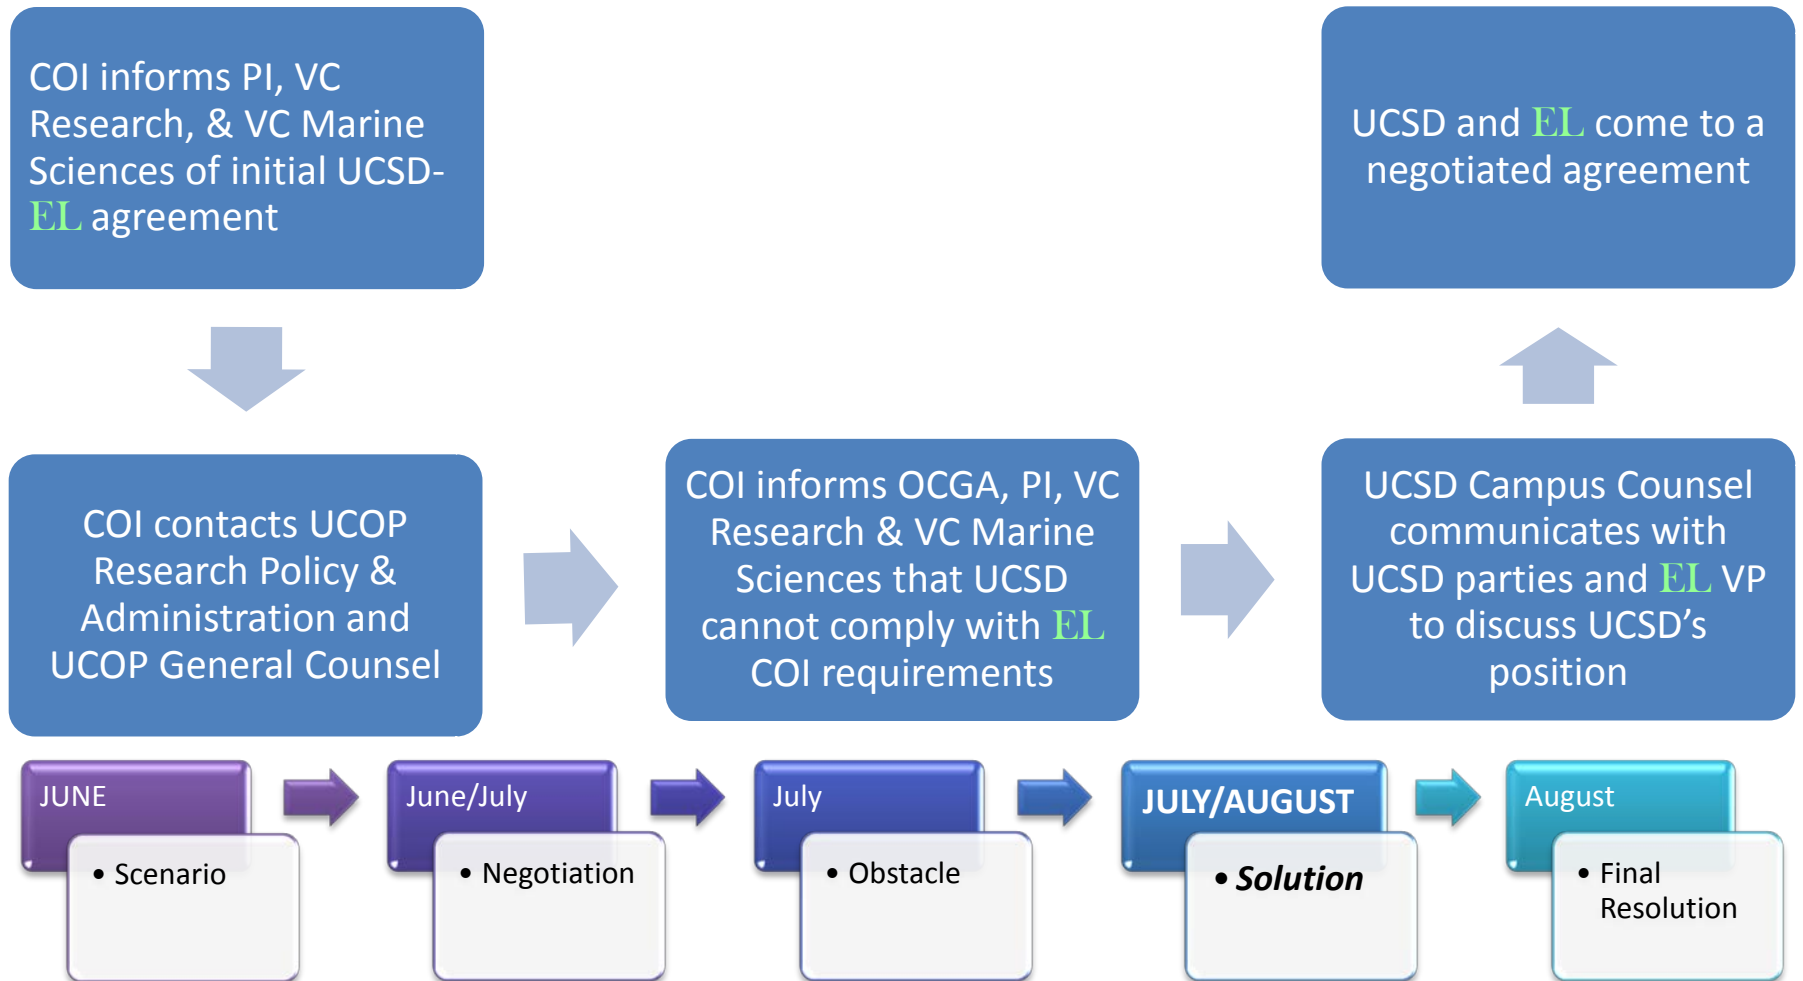 COI informs PI, VC
Research, & VC Marine
Sciences of initial UCSD-
EL agreement
COI contacts UCOP
Research Policy &
Administration and
UCOP General Counsel
COI informs OCGA, PI, VC
Research & VC Marine
Sciences that UCSD
cannot comply with EL
COI requirements
UCSD Campus Counsel
communicates with
UCSD parties and EL VP
to discuss UCSD’s
position
UCSD and EL come to a
negotiated agreement
JUNE
• Scenario
June/July
• Negotiation
July
• Obstacle
JULY/AUGUST
• Solution
August
• Final
Resolution